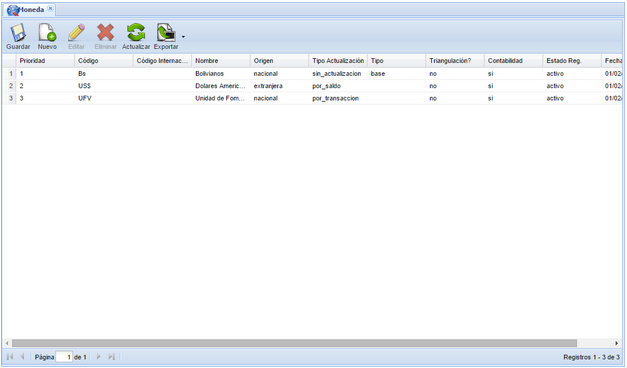 Moneda
Guardar Nuevo Editar Eliminar Actualizar Exportar
Prioridad Código Código Internac... Nombre Origen Tipo Actualización Tipo Triangulación? Contabilidad Estado Reg. Fecha
1 1 Bs Bolivianos nacional sin_actualizacion base no si activo 01/02/
2 2 US$ Dolares Americ... extranjera por_saldo no si activo 01/02/
3 3 UFV Unidad de Fom... nacional por_transaccion no si activo 01/02/
Página 1 de 1 Registros 1 - 3 de 3